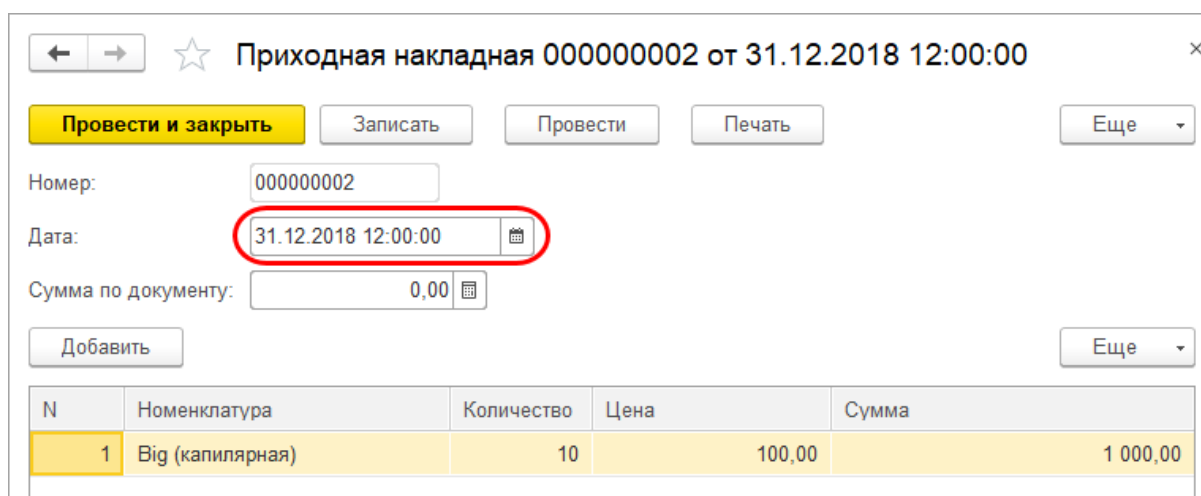 Приходная накладная 000000002 от 31.12.2018 12:00:00
Провести и закрыть Записать Провести Печать Еще
Номер: 000000002
Дата: 31.12.2018 12:00:00
Сумма по документу: 0,00
Добавить Еще
N Номенклатура Количество Цена Сумма
1 Big (капилярная) 10 100,00 1 000,00